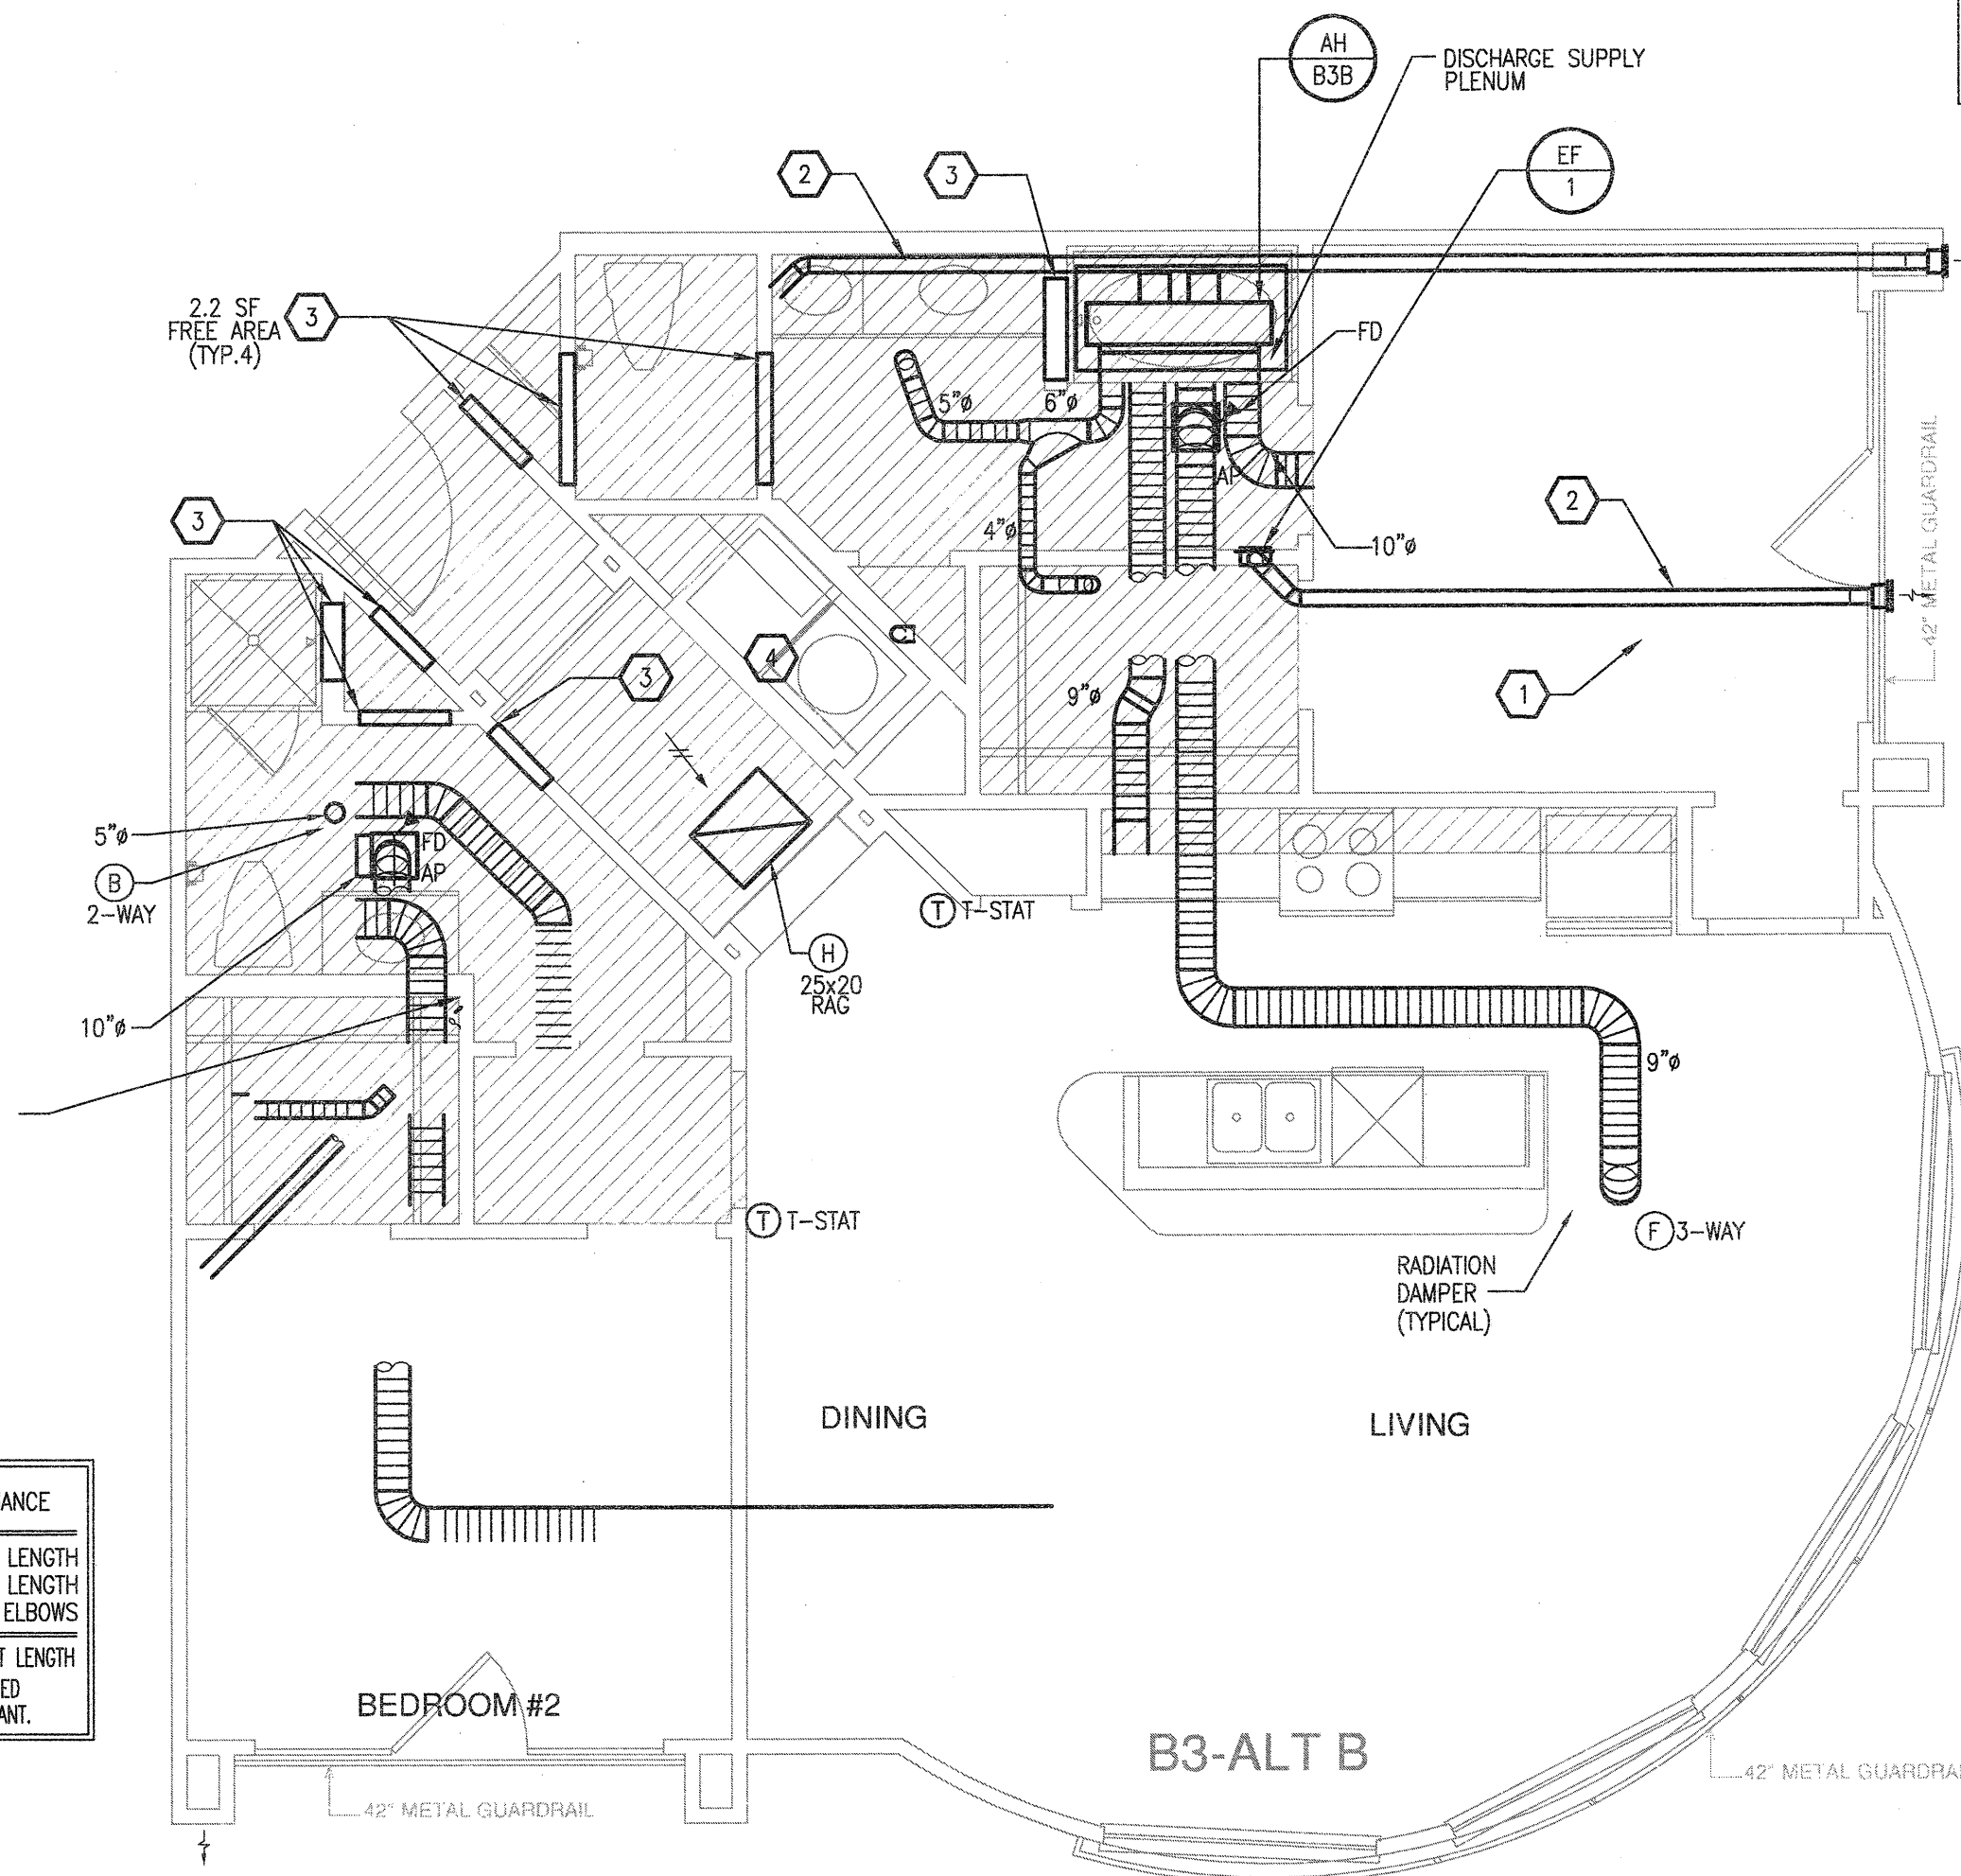 AH
B3B
DISCHARGE SUPPLY
PLENUM
EF
1
2
3
2.2 SF
FREE AREA
(TYP.4)
3
FD
5"ø
6"ø
AP
42" METAL GUARDRAIL
3
4"ø
10"ø
2
4
3
1
9"ø
5"ø
FD
AP
B
2-WAY
T T-STAT
H
25x20
RAG
10"ø
9"ø
T T-STAT
F 3-WAY
RADIATION
DAMPER
(TYPICAL)
DINING
LIVING
ANCE
LENGTH
LENGTH
ELBOWS
T LENGTH
ED
ANT.
BEDROOM #2
B3-ALT B
42" METAL GUARDRAIL
42" METAL GUARDRAI